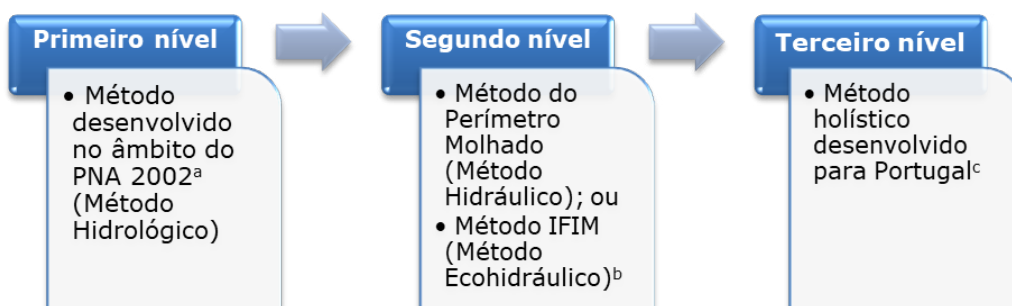 Primeiro nível
• Método
desenvolvido
no âmbito do
PNA 2002ᵃ
(Método
Hidrológico)
Segundo nível
• Método do
Perímetro
Molhado
(Método
Hidráulico); ou
• Método IFIM
(Método
Ecohidráulico)ᵇ
Terceiro nível
• Método
holístico
desenvolvido
para Portugalᶜ